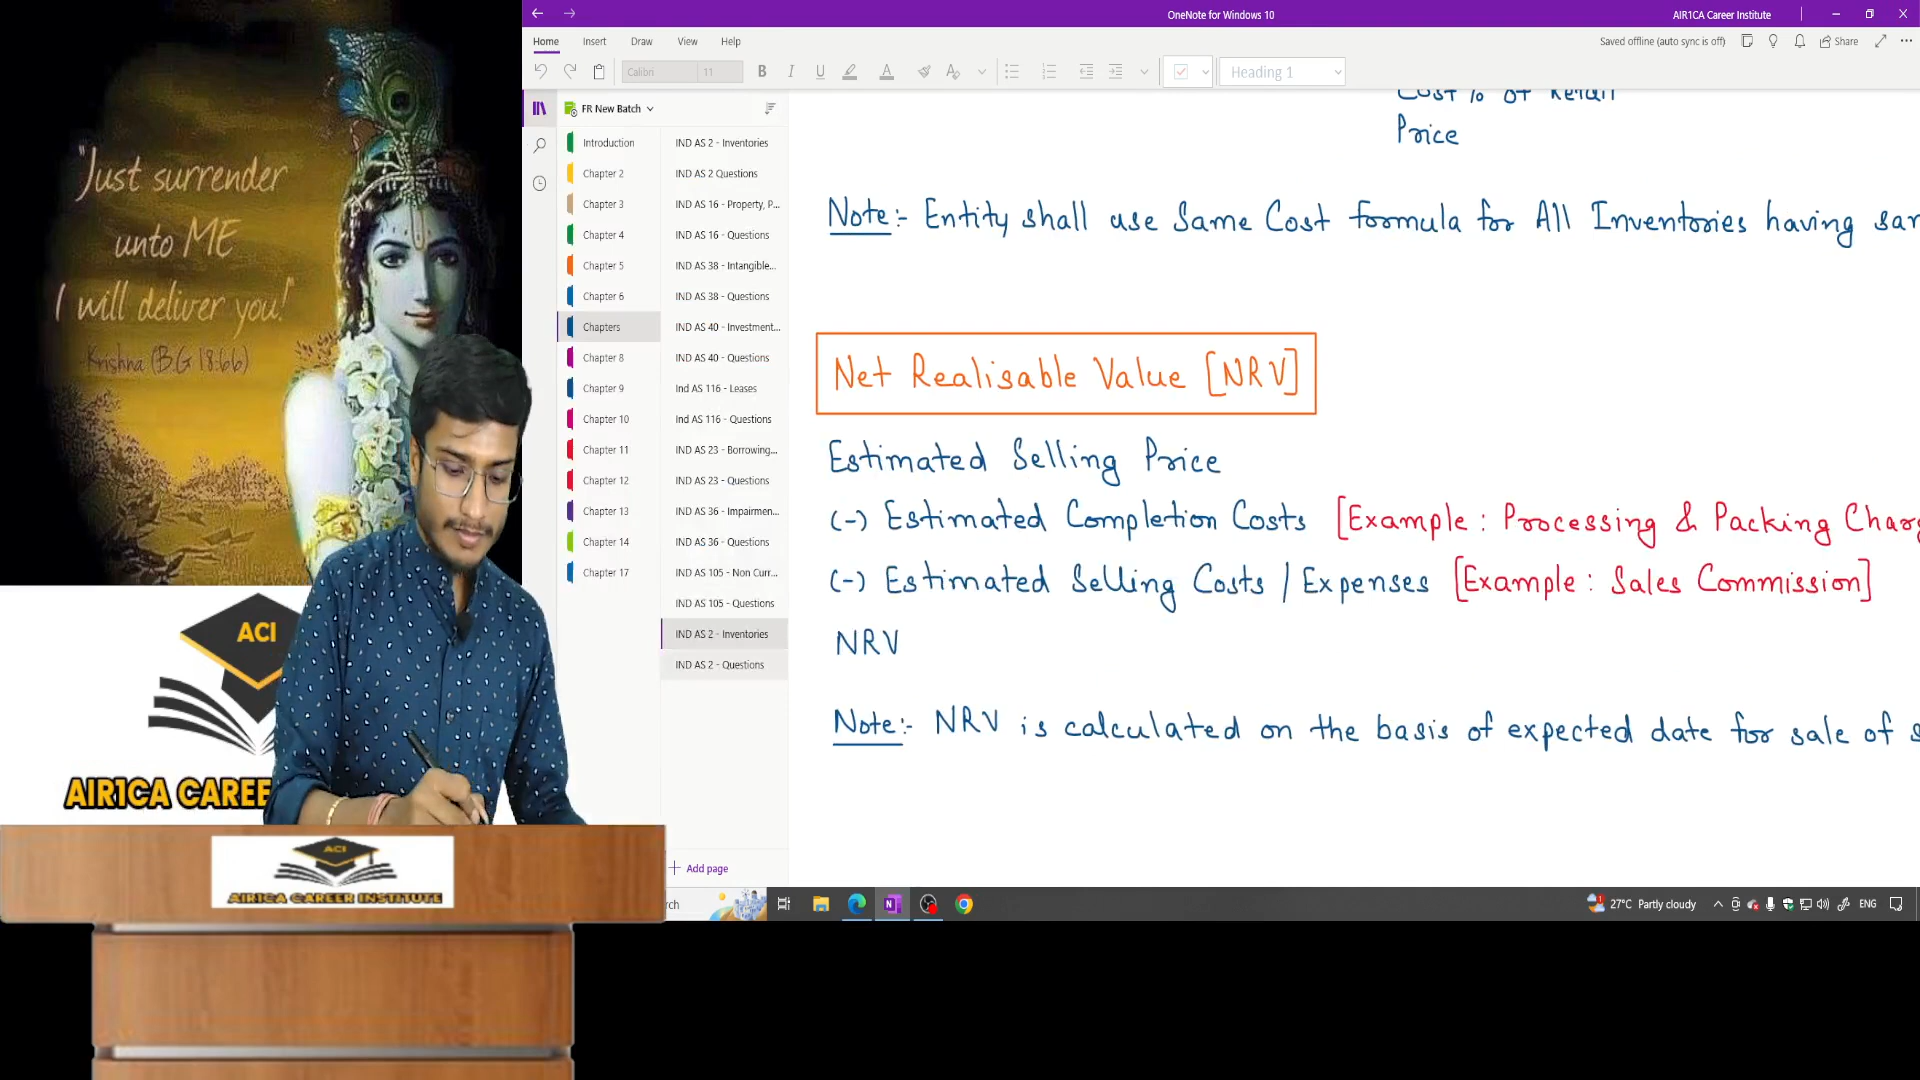 "Just surrender
unto ME
I will deliver you!"
-Krishna (B.G 18:66)
ACI
AIR1CA CAREE
ACI
AIR1CA CAREER INSTITUTE
OneNote for Windows 10
AIR1CA Career Institute
Home
Insert
Draw
View
Help
Saved offline (auto sync is off)
Share
Calibri
11
B
I
U
A
Heading 1
FR New Batch
Introduction
Chapter 2
Chapter 3
Chapter 4
Chapter 5
Chapter 6
Chapters
Chapter 8
Chapter 9
Chapter 10
Chapter 11
Chapter 12
Chapter 13
Chapter 14
Chapter 17
IND AS 2 - Inventories
IND AS 2 Questions
IND AS 16 - Property, P...
IND AS 16 - Questions
IND AS 38 - Intangible...
IND AS 38 - Questions
IND AS 40 - Investment...
IND AS 40 - Questions
Ind AS 116 - Leases
Ind AS 116 - Questions
IND AS 23 - Borrowing...
IND AS 23 - Questions
IND AS 36 - Impairmen...
IND AS 36 - Questions
IND AS 105 - Non Curr...
IND AS 105 - Questions
IND AS 2 - Inventories
IND AS 2 - Questions
Add page
Cost % of Retail
Price
Note:- Entity shall use Same Cost formula for All Inventories having sam
Net Realisable Value [NRV]
Estimated Selling Price
(-) Estimated Completion Costs [Example : Processing & Packing Charg
(-) Estimated Selling Costs / Expenses [Example : Sales Commission]
NRV
Note:- NRV is calculated on the basis of expected date for sale of s
rch
27°C Partly cloudy
ENG